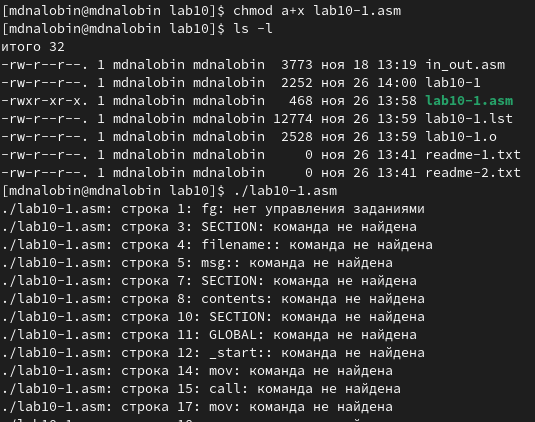 [mdnalobin@mdnalobin lab10]$ chmod a+x lab10-1.asm
[mdnalobin@mdnalobin lab10]$ ls -l
итого 32
-rw-r--r--. 1 mdnalobin mdnalobin  3773 ноя 18 13:19 in_out.asm
-rw-r--r--. 1 mdnalobin mdnalobin  2252 ноя 26 14:00 lab10-1
-rwxr-xr-x. 1 mdnalobin mdnalobin   468 ноя 26 13:58 lab10-1.asm
-rw-r--r--. 1 mdnalobin mdnalobin 12774 ноя 26 13:59 lab10-1.lst
-rw-r--r--. 1 mdnalobin mdnalobin  2528 ноя 26 13:59 lab10-1.o
-rw-r--r--. 1 mdnalobin mdnalobin     0 ноя 26 13:41 readme-1.txt
-rw-r--r--. 1 mdnalobin mdnalobin     0 ноя 26 13:41 readme-2.txt
[mdnalobin@mdnalobin lab10]$ ./lab10-1.asm
./lab10-1.asm: строка 1: fg: нет управления заданиями
./lab10-1.asm: строка 3: SECTION: команда не найдена
./lab10-1.asm: строка 4: filename:: команда не найдена
./lab10-1.asm: строка 5: msg:: команда не найдена
./lab10-1.asm: строка 7: SECTION: команда не найдена
./lab10-1.asm: строка 8: contents: команда не найдена
./lab10-1.asm: строка 10: SECTION: команда не найдена
./lab10-1.asm: строка 11: GLOBAL: команда не найдена
./lab10-1.asm: строка 12: _start:: команда не найдена
./lab10-1.asm: строка 14: mov: команда не найдена
./lab10-1.asm: строка 15: call: команда не найдена
./lab10-1.asm: строка 17: mov: команда не найдена